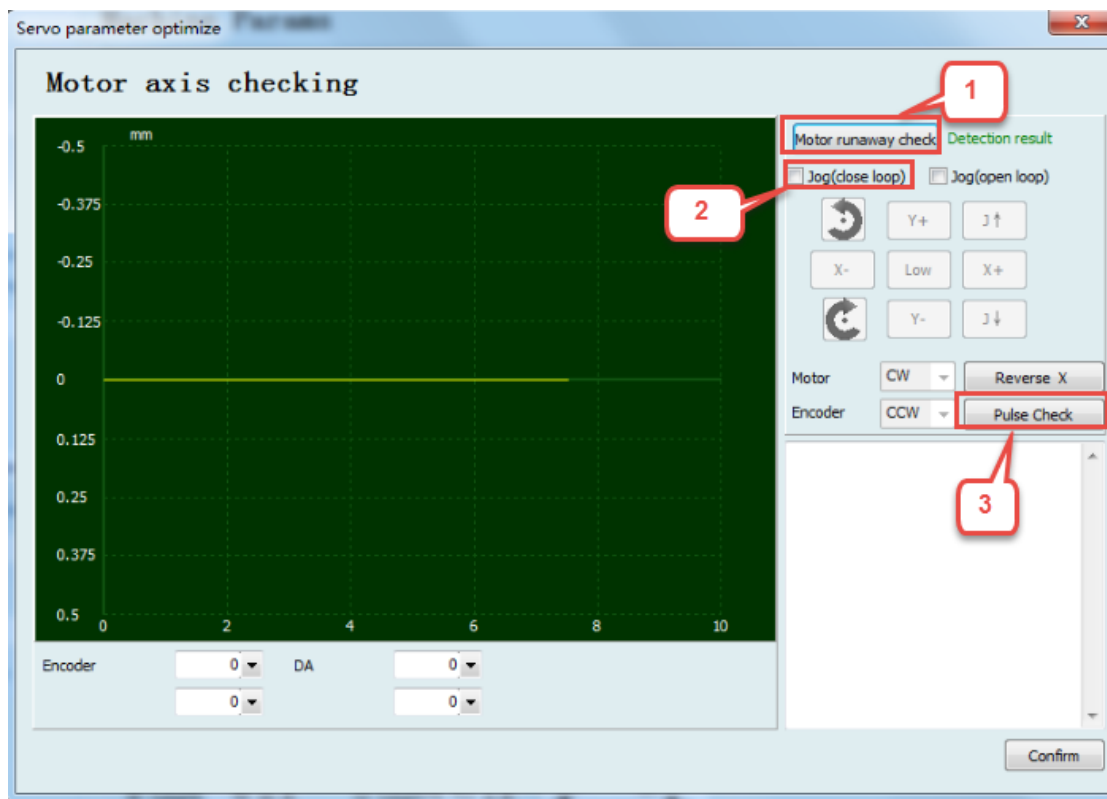 Servo parameter optimize
Motor axis checking
1
mm
-0.5
-0.375
-0.25
-0.125
0
0.125
0.25
0.375
0.5
0 2 4 6 8 10
Motor runaway check Detection result
Jog(close loop) Jog(open loop)
2
Y+ J↑
X- Low X+
Y- J↓
Motor CW Reverse X
Encoder CCW Pulse Check
3
Encoder 0 DA 0
0 0
Confirm